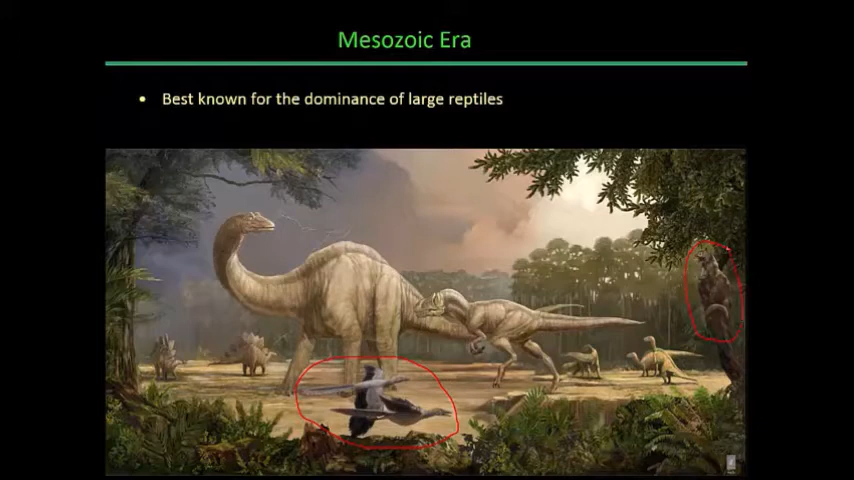 Mesozoic Era
• Best known for the dominance of large reptiles